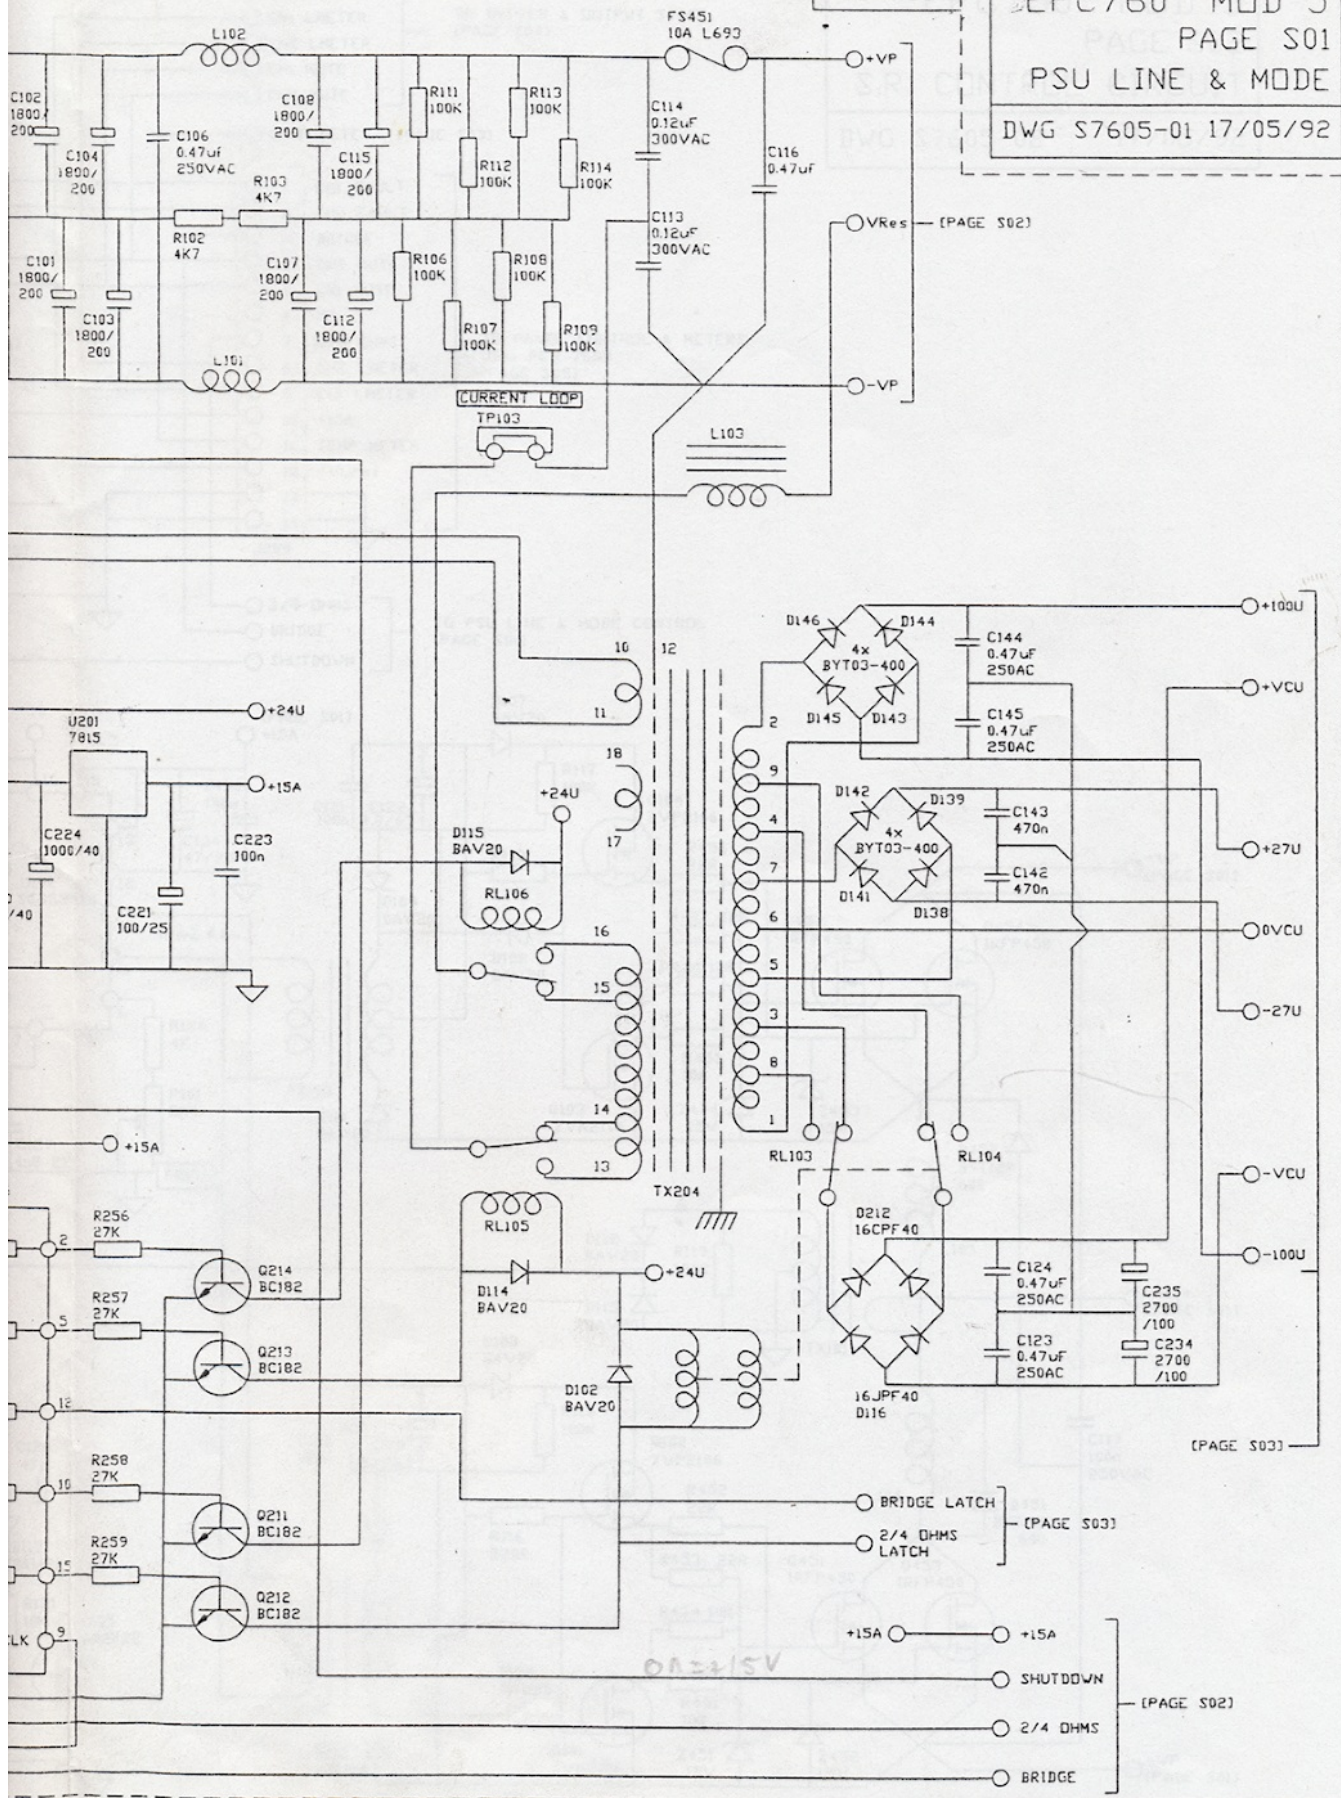 MOD
PAGE S01
PSU LINE & MODE
DWG S7605-01 17/05/92
FS451
10A L693
L102
+VP
C102
1800/
200
C104
1800/
200
C106
0.47uf
250VAC
C108
1800/
200
C115
1800/
200
R111
100K
R113
100K
R112
100K
R114
100K
C114
0.12uF
300VAC
C116
0.47uf
R103
4K7
R102
4K7
C113
0.12uF
300VAC
VRes
[PAGE S02]
C101
1800/
200
C103
1800/
200
C107
1800/
200
C112
1800/
200
R106
100K
R108
100K
R107
100K
R109
100K
L101
-VP
CURRENT LOOP
TP103
L103
+100U
D146
D144
4x
BYT03-400
D145
D143
C144
0.47uF
250AC
C145
0.47uF
250AC
+VCU
10
12
11
2
+24U
U201
7815
+15A
18
17
9
4
7
6
5
3
8
1
+24U
D115
BAV20
RL106
D142
D139
4x
BYT03-400
D141
D138
C143
470n
C142
470n
+27U
C224
1000/40
/40
C223
100n
C221
100/25
16
15
14
13
0VCU
-27U
+15A
RL103
RL104
TX204
RL105
-VCU
R256
27K
2
Q214
BC182
D114
BAV20
+24U
D212
16CPF40
-100U
C124
0.47uF
250AC
C235
2700
/100
R257
27K
5
Q213
BC182
C123
0.47uF
250AC
C234
2700
/100
D102
BAV20
16JPF40
D116
12
[PAGE S03]
R258
27K
10
Q211
BC182
BRIDGE LATCH
2/4 OHMS
LATCH
[PAGE S03]
R259
27K
15
Q212
BC182
CLK
9
+15A
+15A
SHUTDOWN
[PAGE S02]
2/4 OHMS
BRIDGE